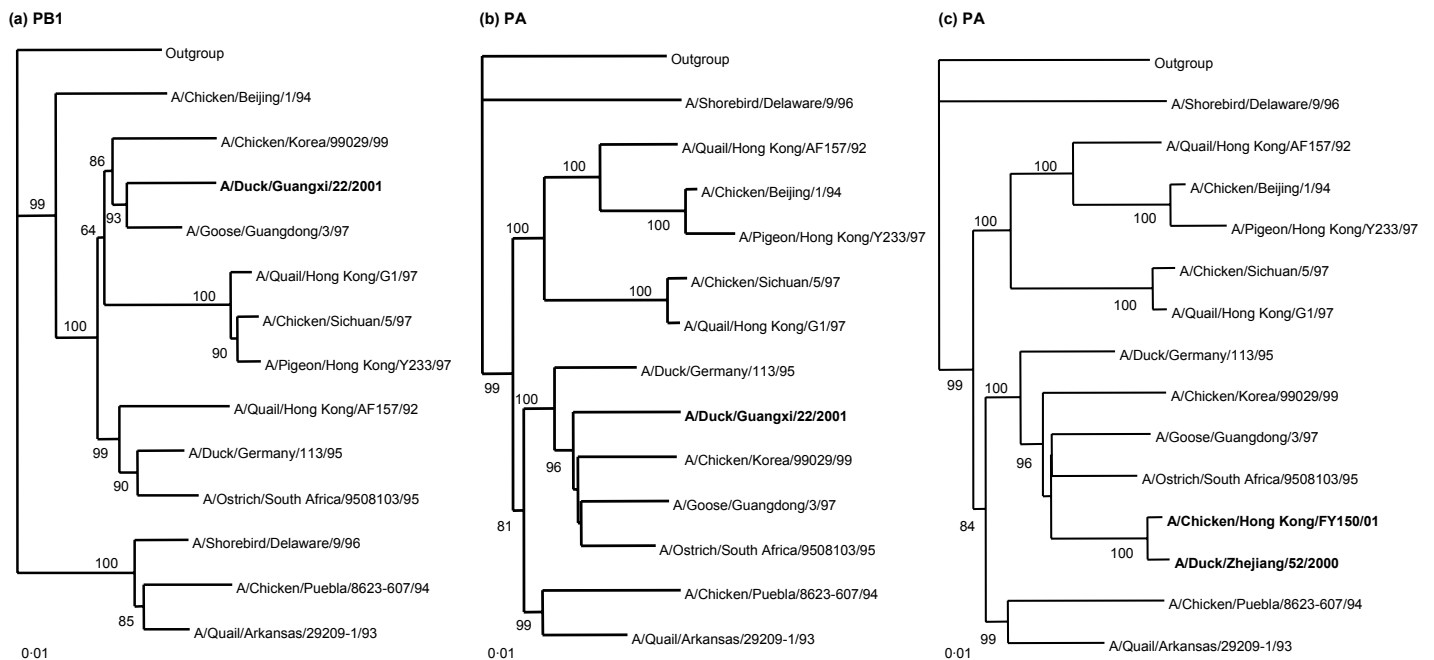 (a) PB1
Outgroup
A/Chicken/Beijing/1/94
A/Chicken/Korea/99029/99
86
A/Duck/Guangxi/22/2001
99
93
64
A/Goose/Guangdong/3/97
A/Quail/Hong Kong/G1/97
100
A/Chicken/Sichuan/5/97
100
90
A/Pigeon/Hong Kong/Y233/97
A/Quail/Hong Kong/AF157/92
99
A/Duck/Germany/113/95
90
A/Ostrich/South Africa/9508103/95
A/Shorebird/Delaware/9/96
100
A/Chicken/Puebla/8623-607/94
85
A/Quail/Arkansas/29209-1/93
0·01
(b) PA
Outgroup
A/Shorebird/Delaware/9/96
A/Quail/Hong Kong/AF157/92
100
A/Chicken/Beijing/1/94
100
100
A/Pigeon/Hong Kong/Y233/97
A/Chicken/Sichuan/5/97
100
A/Quail/Hong Kong/G1/97
A/Duck/Germany/113/95
99
100
A/Duck/Guangxi/22/2001
A/Chicken/Korea/99029/99
96
A/Goose/Guangdong/3/97
81
A/Ostrich/South Africa/9508103/95
A/Chicken/Puebla/8623-607/94
99
A/Quail/Arkansas/29209-1/93
0·01
(c) PA
Outgroup
A/Shorebird/Delaware/9/96
A/Quail/Hong Kong/AF157/92
100
A/Chicken/Beijing/1/94
100
100
A/Pigeon/Hong Kong/Y233/97
A/Chicken/Sichuan/5/97
100
A/Quail/Hong Kong/G1/97
A/Duck/Germany/113/95
99
100
A/Chicken/Korea/99029/99
A/Goose/Guangdong/3/97
96
A/Ostrich/South Africa/9508103/95
A/Chicken/Hong Kong/FY150/01
84
100
A/Duck/Zhejiang/52/2000
A/Chicken/Puebla/8623-607/94
99
A/Quail/Arkansas/29209-1/93
0·01